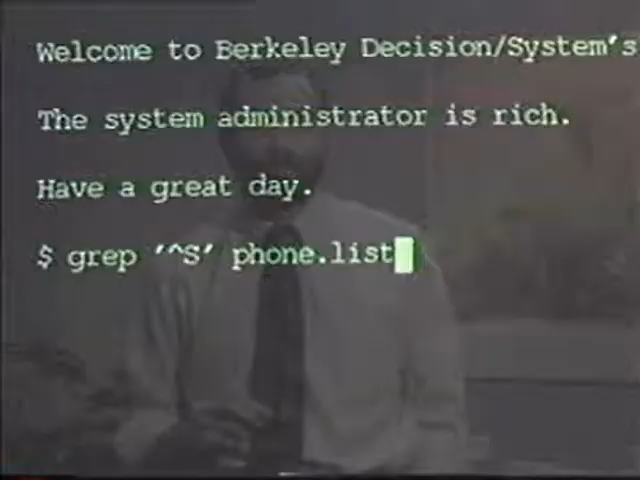 Welcome to Berkeley Decision/System's
The system administrator is rich.
Have a great day.
$ grep '^S' phone.list